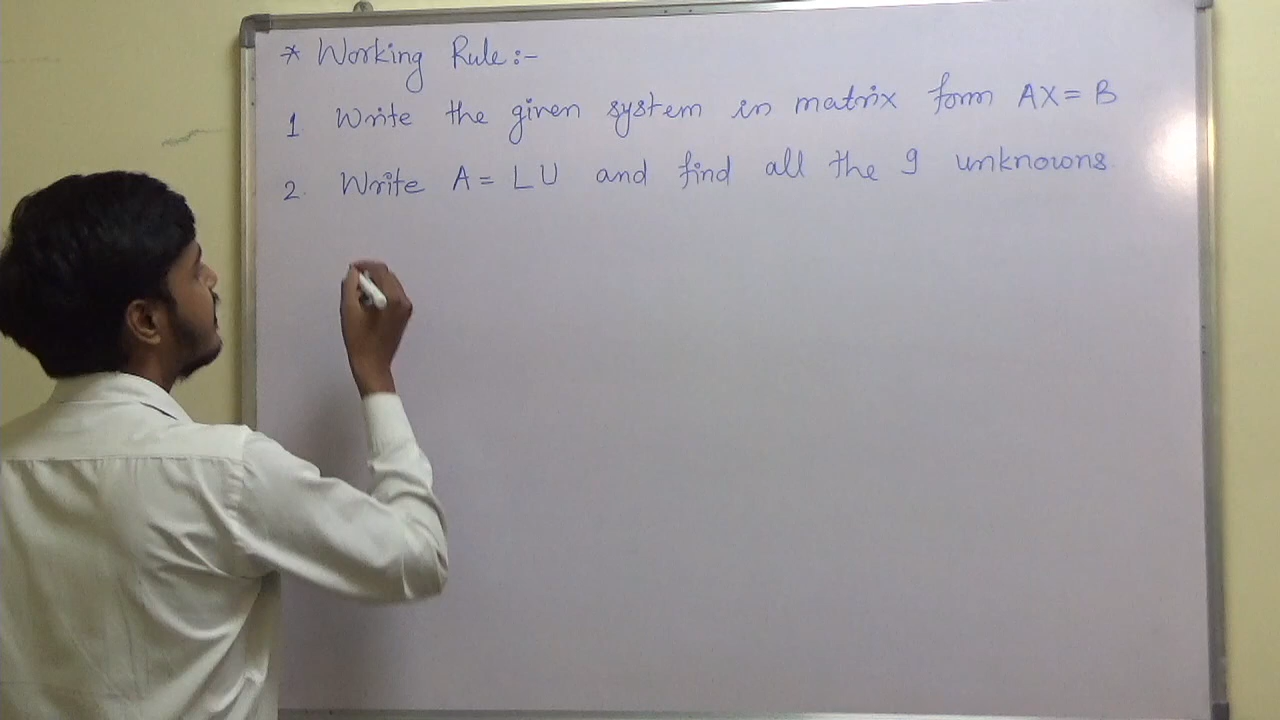 * Working Rule:-
1 Write the given system in matrix form AX = B
2. Write A = LU and find all the 9 unknowns.